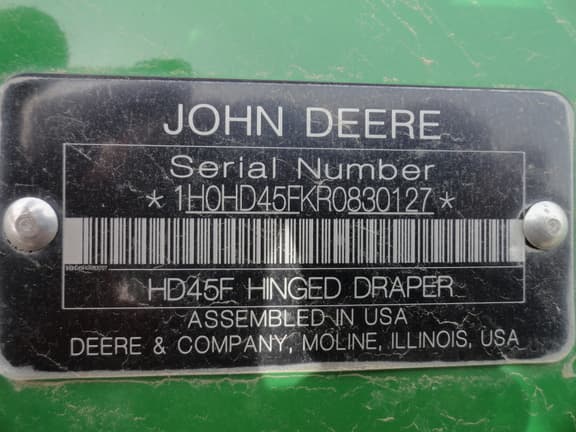 JOHN DEERE
Serial Number
*1H0HD45FKR0830127*
HD45F HINGED DRAPER
ASSEMBLED IN USA
DEERE & COMPANY, MOLINE, ILLINOIS, USA